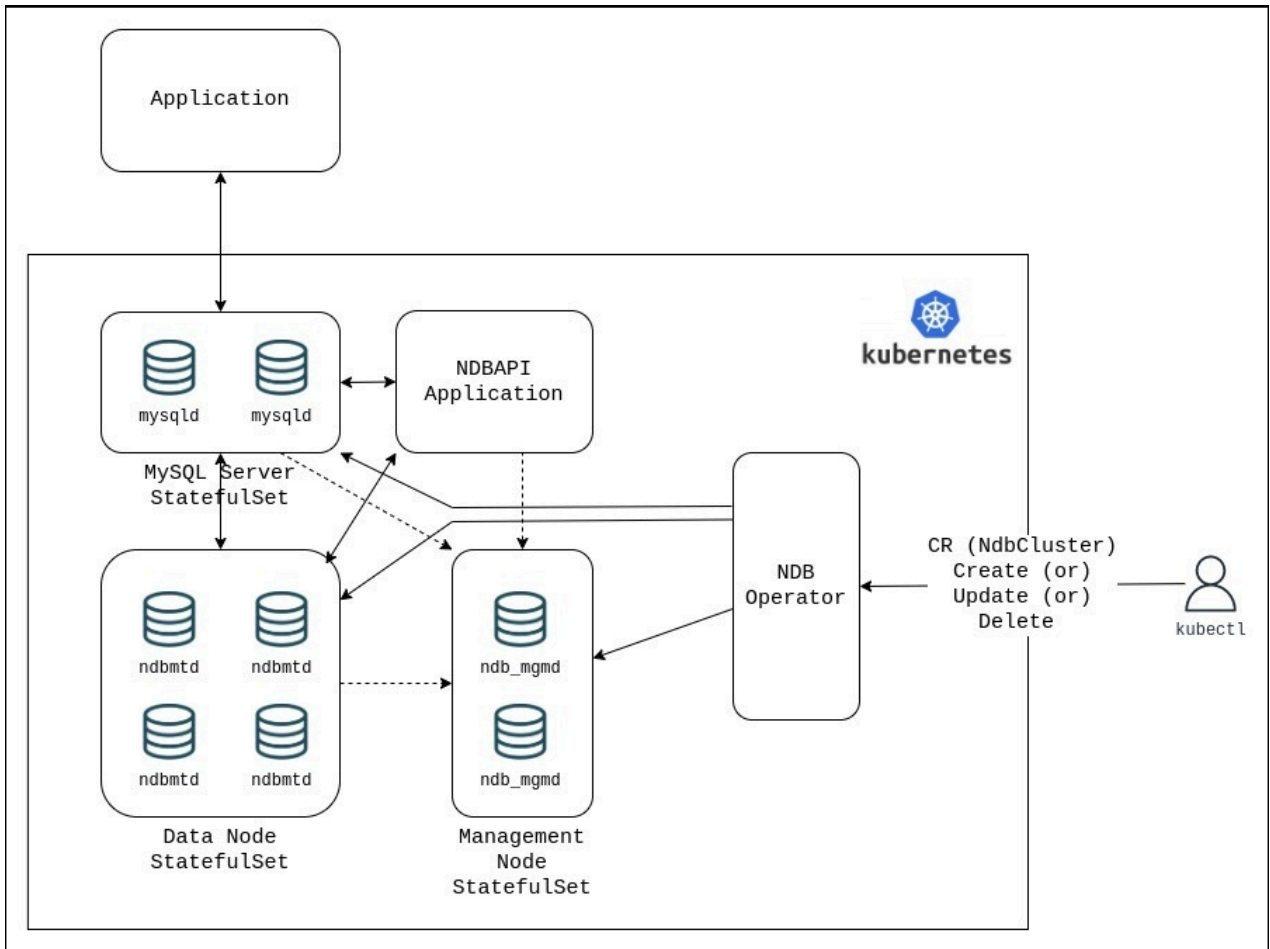 Application
kubernetes
mysqld
mysqld
NDBAPI
Application
MySQL Server
StatefulSet
NDB
Operator
CR (NdbCluster)
Create (or)
Update (or)
Delete
kubectl
ndbmtd
ndbmtd
ndb_mgmd
ndbmtd
ndbmtd
ndb_mgmd
Data Node
StatefulSet
Management
Node
StatefulSet